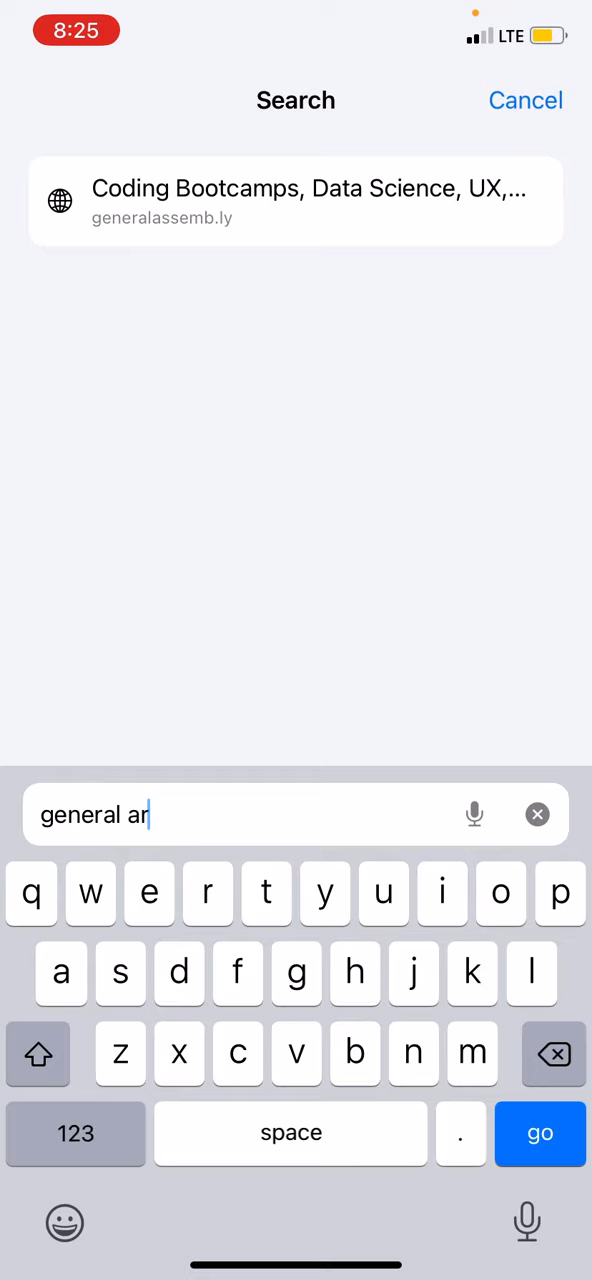 8:25
LTE
Search
Cancel
Coding Bootcamps, Data Science, UX,...
generalassemb.ly
general ar
q w e r t y u i o p
a s d f g h j k l
z x c v b n m
123 space . go